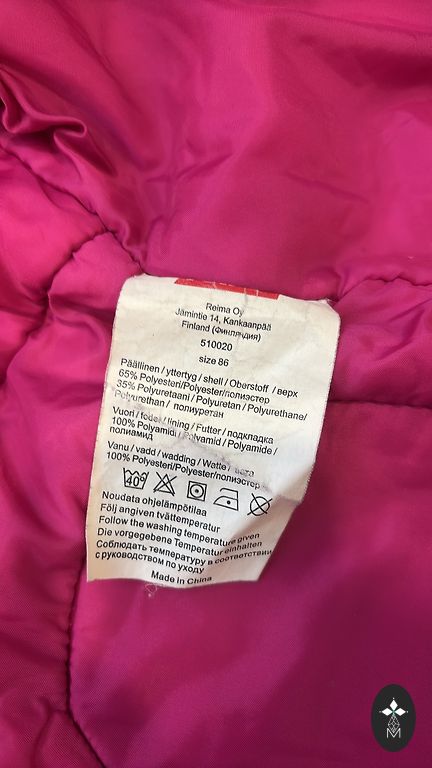 Reima Oy
Jämintie 14, Kankaanpää
Finland (Финляндия)
510020
size 86
Päällinen / yttertyg / shell / Oberstoff / верх
65% Polyesteri/Polyester/полиэстер
35% Polyuretaani / Polyuretan / Polyurethane/
Polyurethan / полиуретан
Vuori / foder / lining / Futter / подкладка
100% Polyamidi / Polyamid / Polyamide /
полиамид
Vanu / vadd / wadding / Watte / вата
100% Polyesteri/Polyester/полиэстер
40°
Noudata ohjelämpötilaa
Följ angiven tvättemperatur
Follow the washing temperature given
Die vorgegebene Temperatur einhalten
Соблюдать температуру в соответствии
с руководством по уходу
Made in China
M